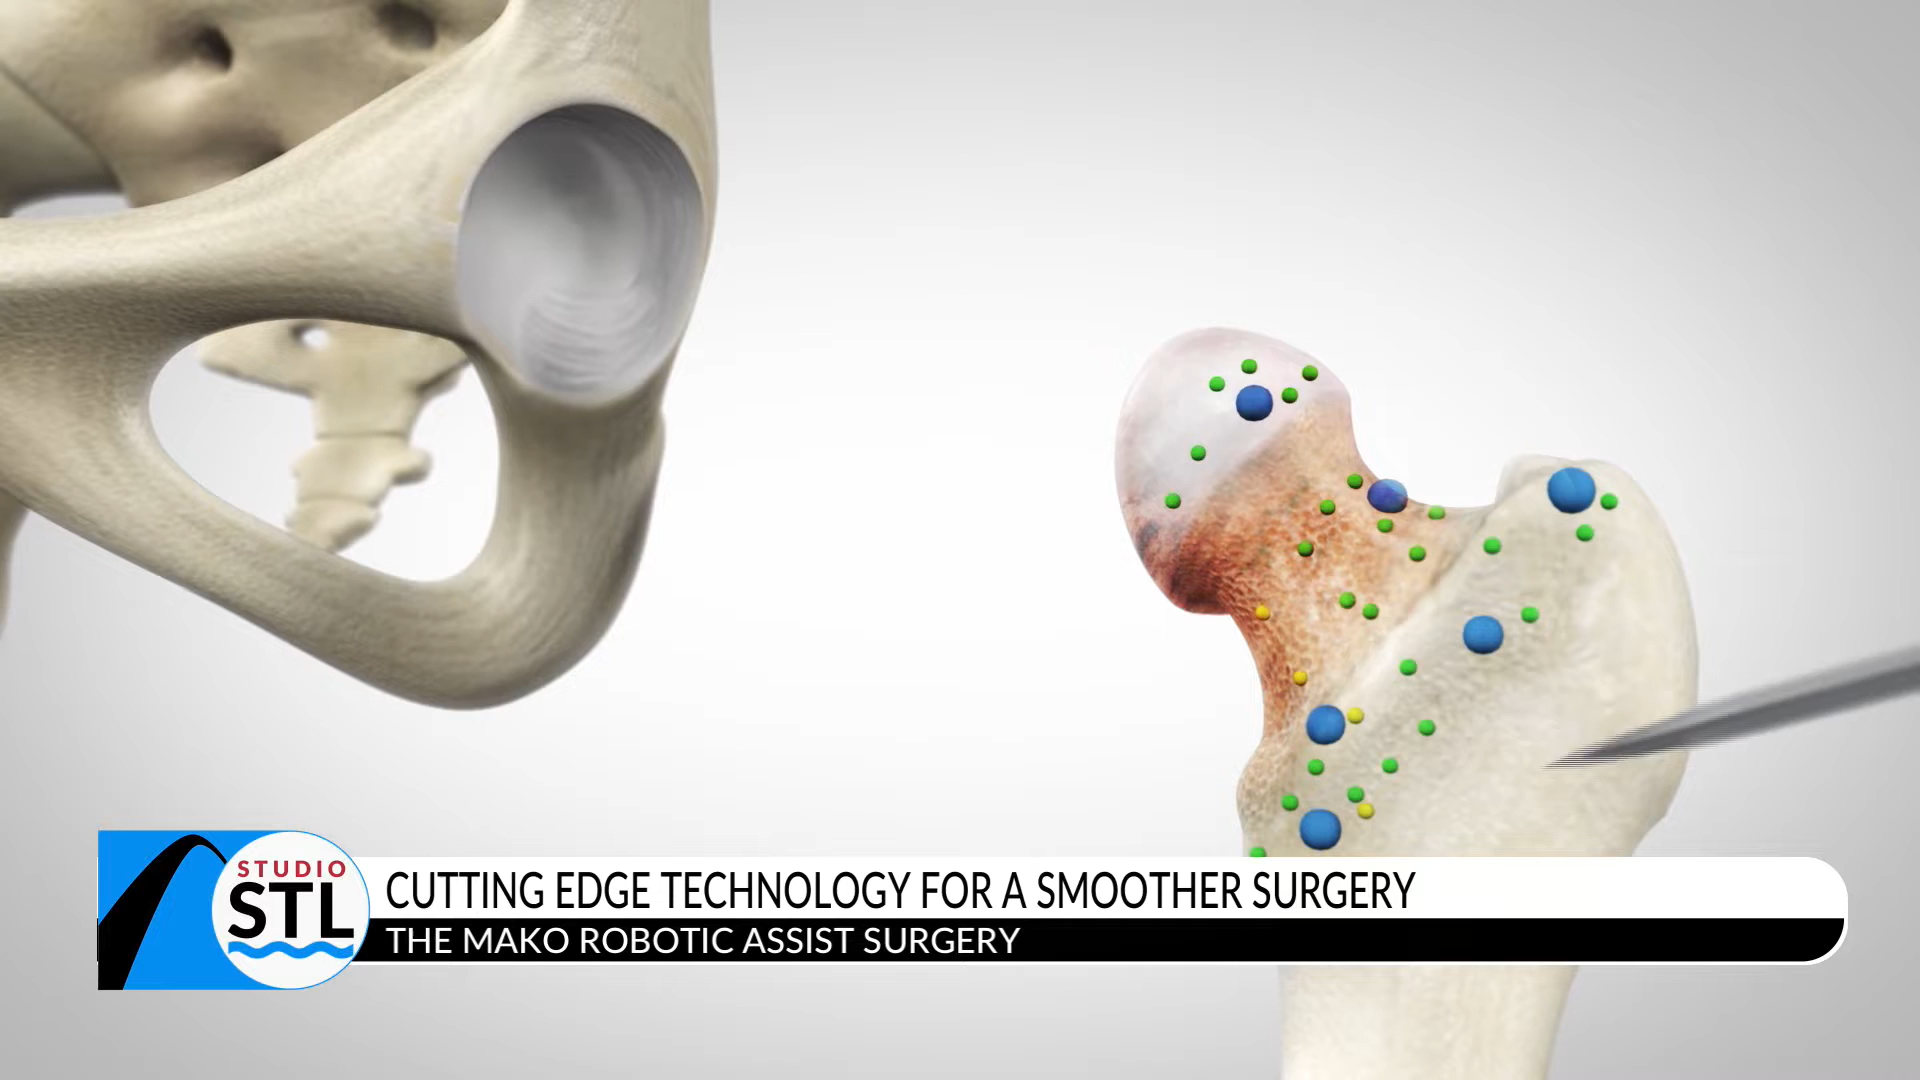 STUDIO
STL
CUTTING EDGE TECHNOLOGY FOR A SMOOTHER SURGERY
THE MAKO ROBOTIC ASSIST SURGERY